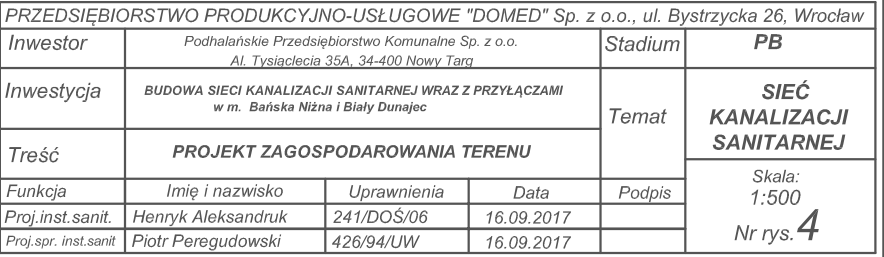 PRZEDSIĘBIORSTWO PRODUKCYJNO-USŁUGOWE "DOMED" Sp. z o.o., ul. Bystrzycka 26, Wrocław
Inwestor
Podhalańskie Przedsiębiorstwo Komunalne Sp. z o.o.
Al. Tysiąclecia 35A, 34-400 Nowy Targ
Stadium
PB
Inwestycja
BUDOWA SIECI KANALIZACJI SANITARNEJ WRAZ Z PRZYŁĄCZAMI
w m. Bańska Niżna i Biały Dunajec
Temat
SIEĆ
KANALIZACJI
SANITARNEJ
Treść
PROJEKT ZAGOSPODAROWANIA TERENU
Funkcja Imię i nazwisko Uprawnienia Data Podpis
Proj.inst.sanit. Henryk Aleksandruk 241/DOŚ/06 16.09.2017
Proj.spr. inst.sanit Piotr Peregudowski 426/94/UW 16.09.2017
Skala:
1:500
Nr rys.4